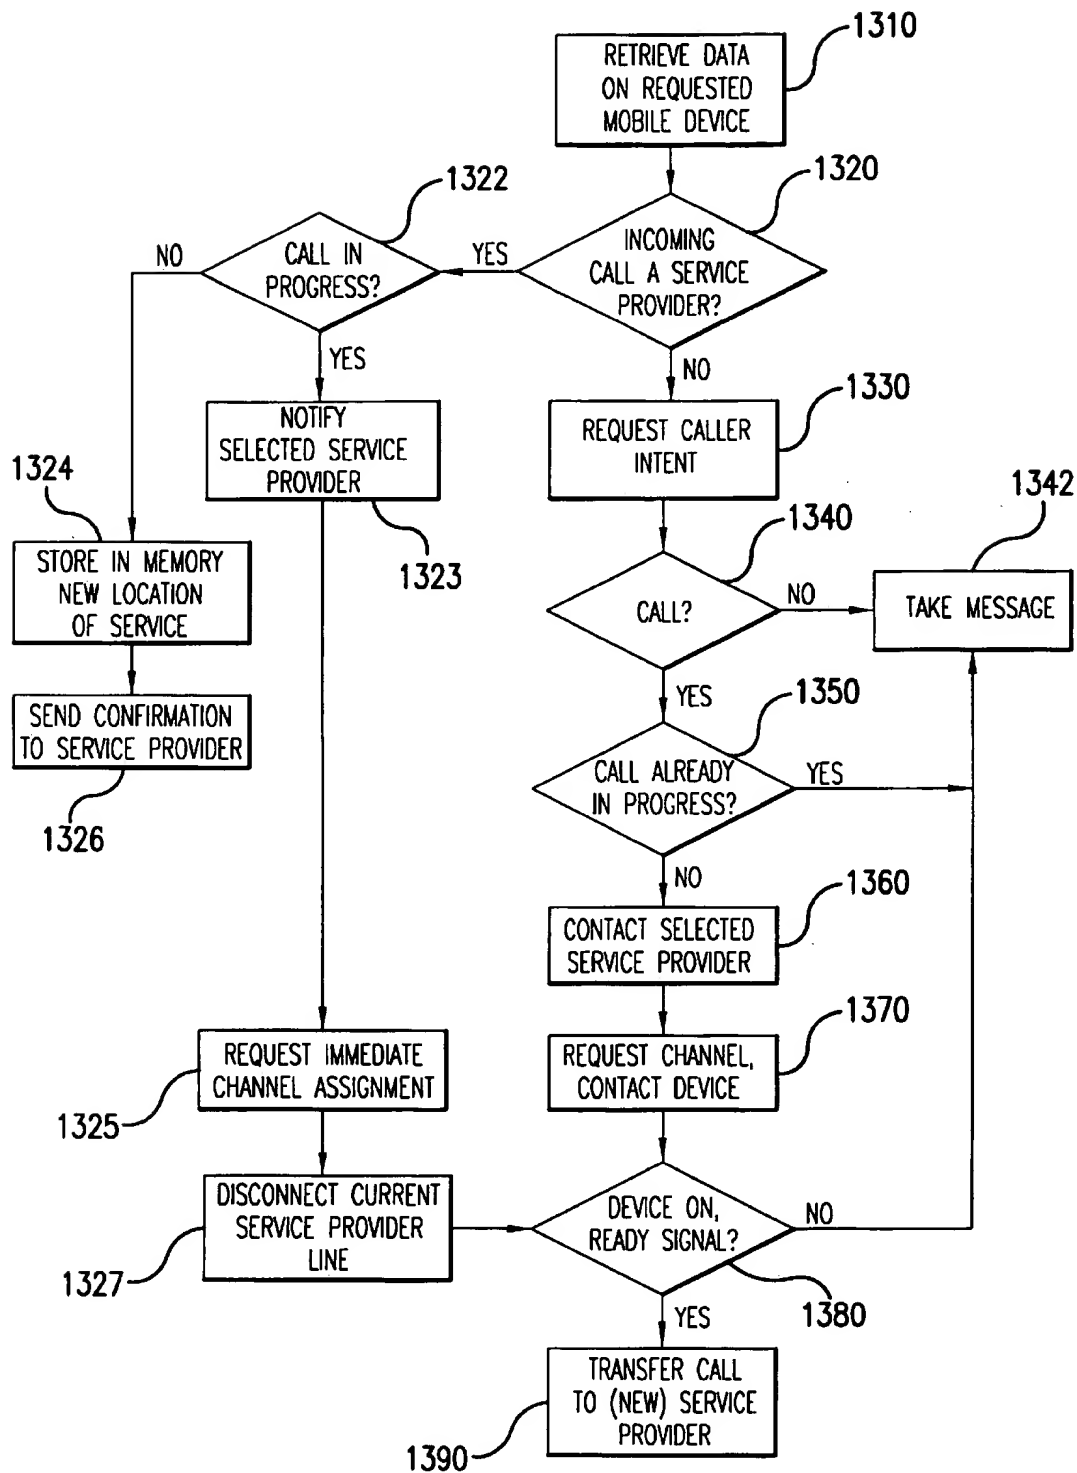 1310
RETRIEVE DATA
ON REQUESTED
MOBILE DEVICE
1320
INCOMING
CALL A SERVICE
PROVIDER?
YES
NO
1322
CALL IN
PROGRESS?
NO
YES
1324
STORE IN MEMORY
NEW LOCATION
OF SERVICE
SEND CONFIRMATION
TO SERVICE PROVIDER
1326
NOTIFY
SELECTED SERVICE
PROVIDER
1323
REQUEST IMMEDIATE
CHANNEL ASSIGNMENT
1325
DISCONNECT CURRENT
SERVICE PROVIDER
LINE
1327
1330
REQUEST CALLER
INTENT
1340
CALL?
NO
YES
1342
TAKE MESSAGE
1350
CALL ALREADY
IN PROGRESS?
YES
NO
1360
CONTACT SELECTED
SERVICE PROVIDER
1370
REQUEST CHANNEL,
CONTACT DEVICE
DEVICE ON,
READY SIGNAL?
NO
1380
YES
TRANSFER CALL
TO (NEW) SERVICE
PROVIDER
1390